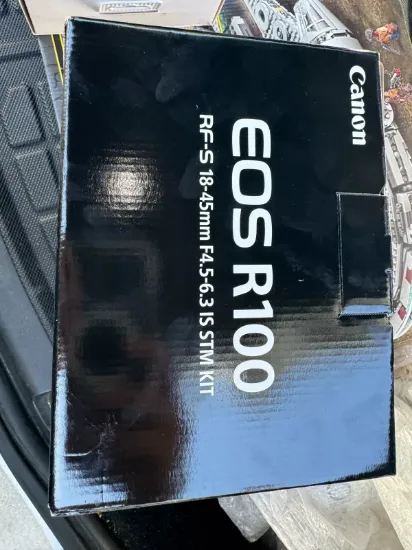 Canon
EOS R100
RF-S 18-45mm F4.5-6.3 IS STM KIT